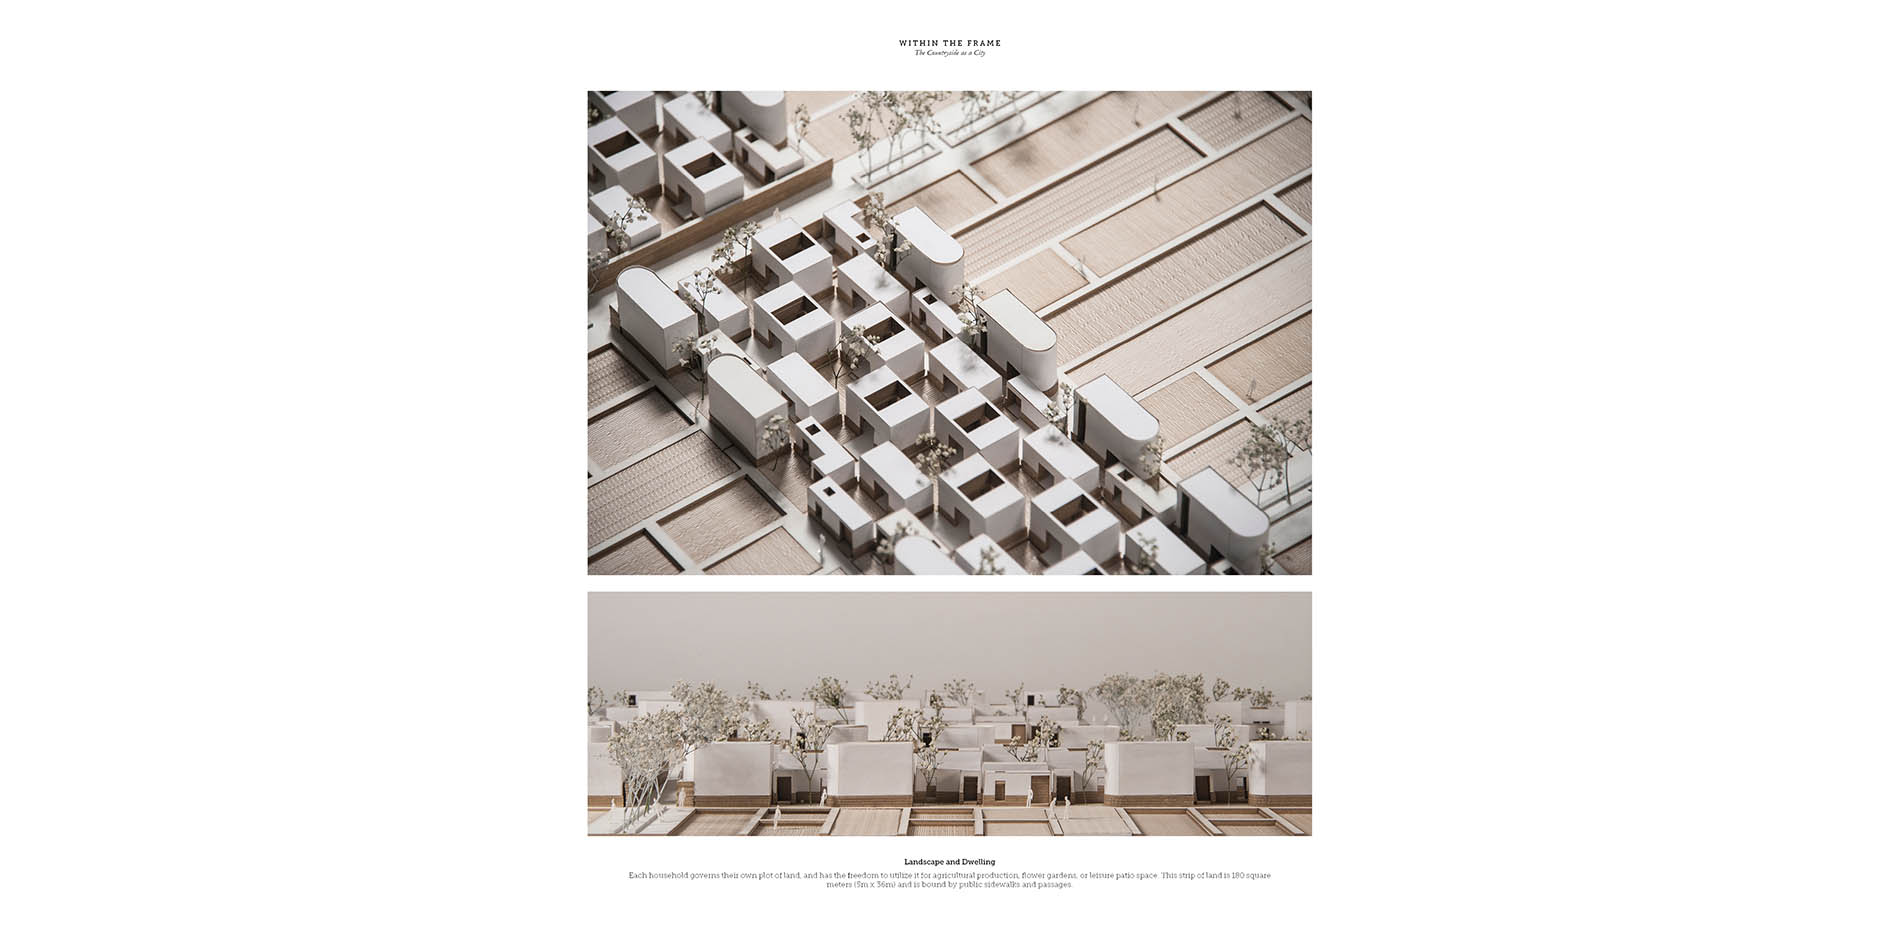 WITHIN THE FRAME
The Countryside as a City
Landscape and Dwelling
Each household governs their own plot of land, and has the freedom to utilize it for agricultural production, flower gardens, or leisure patio space. This strip of land is 180 square
meters (5m x 36m) and is bound by public sidewalks and passages.